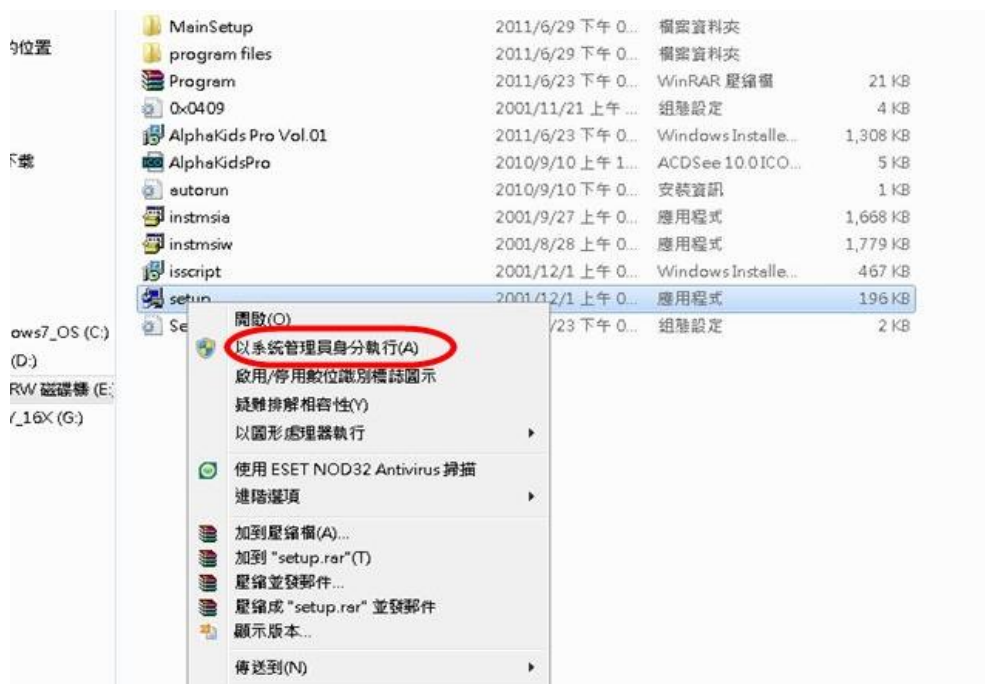 MainSetup 2011/6/29 下午 0... 檔案資料夾
的位置
program files 2011/6/29 下午 0... 檔案資料夾
Program 2011/6/23 下午 0... WinRAR 壓縮檔 21 KB
0x0409 2001/11/21 上午 ... 組態設定 4 KB
AlphaKids Pro Vol.01 2011/6/23 下午 0... Windows Installe... 1,308 KB
下載
AlphaKidsPro 2010/9/10 上午 1... ACDSee 10.0 ICO... 5 KB
autorun 2010/9/10 下午 0... 安裝資訊 1 KB
instmsia 2001/9/27 上午 0... 應用程式 1,668 KB
instmsiw 2001/8/28 上午 0... 應用程式 1,779 KB
isscript 2001/12/1 上午 0... Windows Installe... 467 KB
setup 2001/12/1 上午 0... 應用程式 196 KB
Se /23 下午 0... 組態設定 2 KB
開啟(O)
ows7_OS (C:)
以系統管理員身分執行(A)
(D:)
啟用/停用數位識別標誌圖示
RW 磁碟機 (E:
疑難排解相容性(Y)
_16X (G:)
以圖形處理器執行
使用 ESET NOD32 Antivirus 掃描
進階選項
加到壓縮檔(A)...
加到 "setup.rar"(T)
壓縮並發郵件...
壓縮成 "setup.rar" 並發郵件
顯示版本...
傳送到(N)